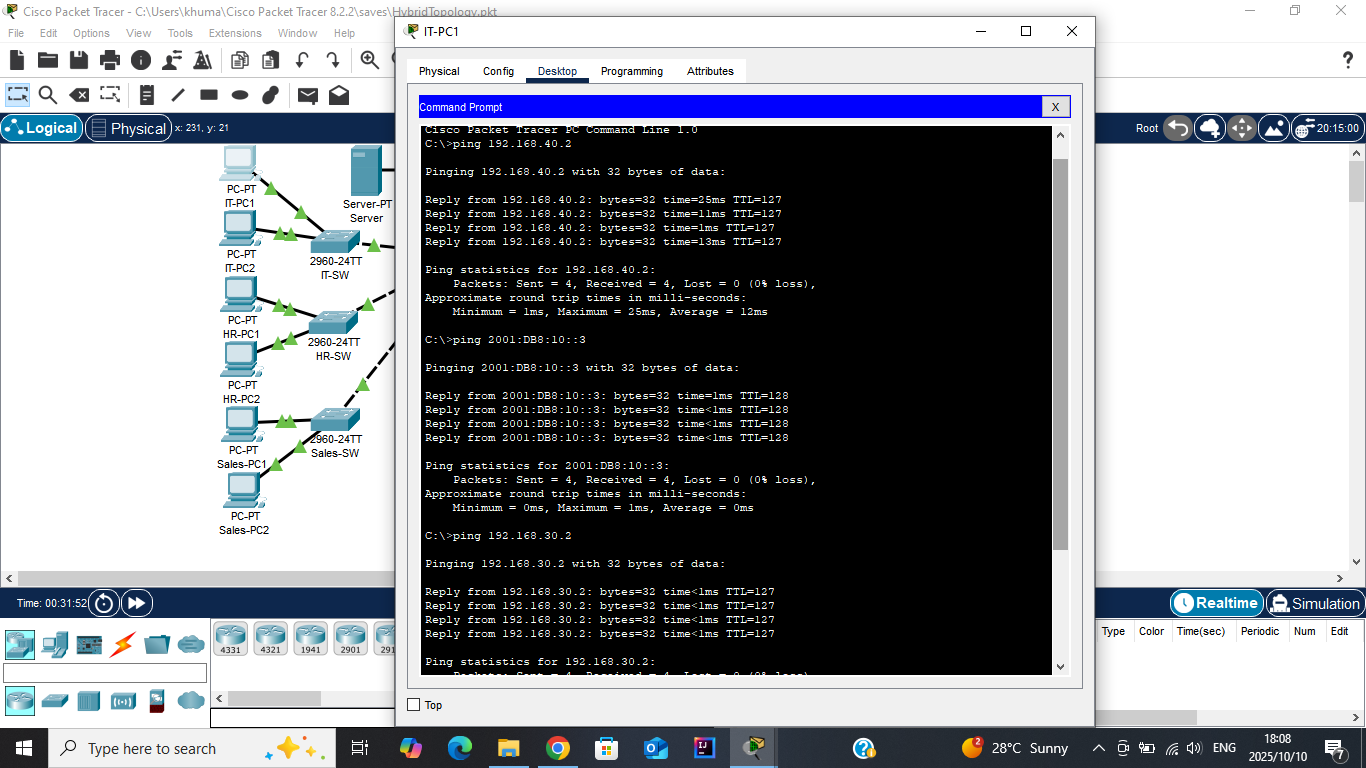 Cisco Packet Tracer - C:\Users\khuma\Cisco Packet Tracer 8.2.2\saves\HybridTopology.pkt
File Edit Options View Tools Extensions Window Help
Logical Physical x: 231, y: 21
Root 20:15:00
PC-PT
IT-PC1
Server-PT
Server
PC-PT
IT-PC2
2960-24TT
IT-SW
PC-PT
HR-PC1
2960-24TT
HR-SW
PC-PT
HR-PC2
2960-24TT
Sales-SW
PC-PT
Sales-PC1
PC-PT
Sales-PC2
IT-PC1
Physical Config Desktop Programming Attributes
Command Prompt X
Cisco Packet Tracer PC Command Line 1.0
C:\>ping 192.168.40.2
Pinging 192.168.40.2 with 32 bytes of data:
Reply from 192.168.40.2: bytes=32 time=25ms TTL=127
Reply from 192.168.40.2: bytes=32 time=11ms TTL=127
Reply from 192.168.40.2: bytes=32 time=1ms TTL=127
Reply from 192.168.40.2: bytes=32 time=13ms TTL=127
Ping statistics for 192.168.40.2:
Packets: Sent = 4, Received = 4, Lost = 0 (0% loss),
Approximate round trip times in milli-seconds:
Minimum = 1ms, Maximum = 25ms, Average = 12ms
C:\>ping 2001:DB8:10::3
Pinging 2001:DB8:10::3 with 32 bytes of data:
Reply from 2001:DB8:10::3: bytes=32 time=1ms TTL=128
Reply from 2001:DB8:10::3: bytes=32 time<1ms TTL=128
Reply from 2001:DB8:10::3: bytes=32 time<1ms TTL=128
Reply from 2001:DB8:10::3: bytes=32 time<1ms TTL=128
Ping statistics for 2001:DB8:10::3:
Packets: Sent = 4, Received = 4, Lost = 0 (0% loss),
Approximate round trip times in milli-seconds:
Minimum = 0ms, Maximum = 1ms, Average = 0ms
C:\>ping 192.168.30.2
Pinging 192.168.30.2 with 32 bytes of data:
Reply from 192.168.30.2: bytes=32 time<1ms TTL=127
Reply from 192.168.30.2: bytes=32 time<1ms TTL=127
Reply from 192.168.30.2: bytes=32 time<1ms TTL=127
Reply from 192.168.30.2: bytes=32 time<1ms TTL=127
Ping statistics for 192.168.30.2:
Packets: Sent = 4, Received = 4, Lost = 0 (0% loss),
Top
Time: 00:31:52
Realtime Simulation
4331 4321 1941 2901 291
Type Color Time(sec) Periodic Num Edit
Type here to search
28°C Sunny
ENG
18:08
2025/10/10
7
2